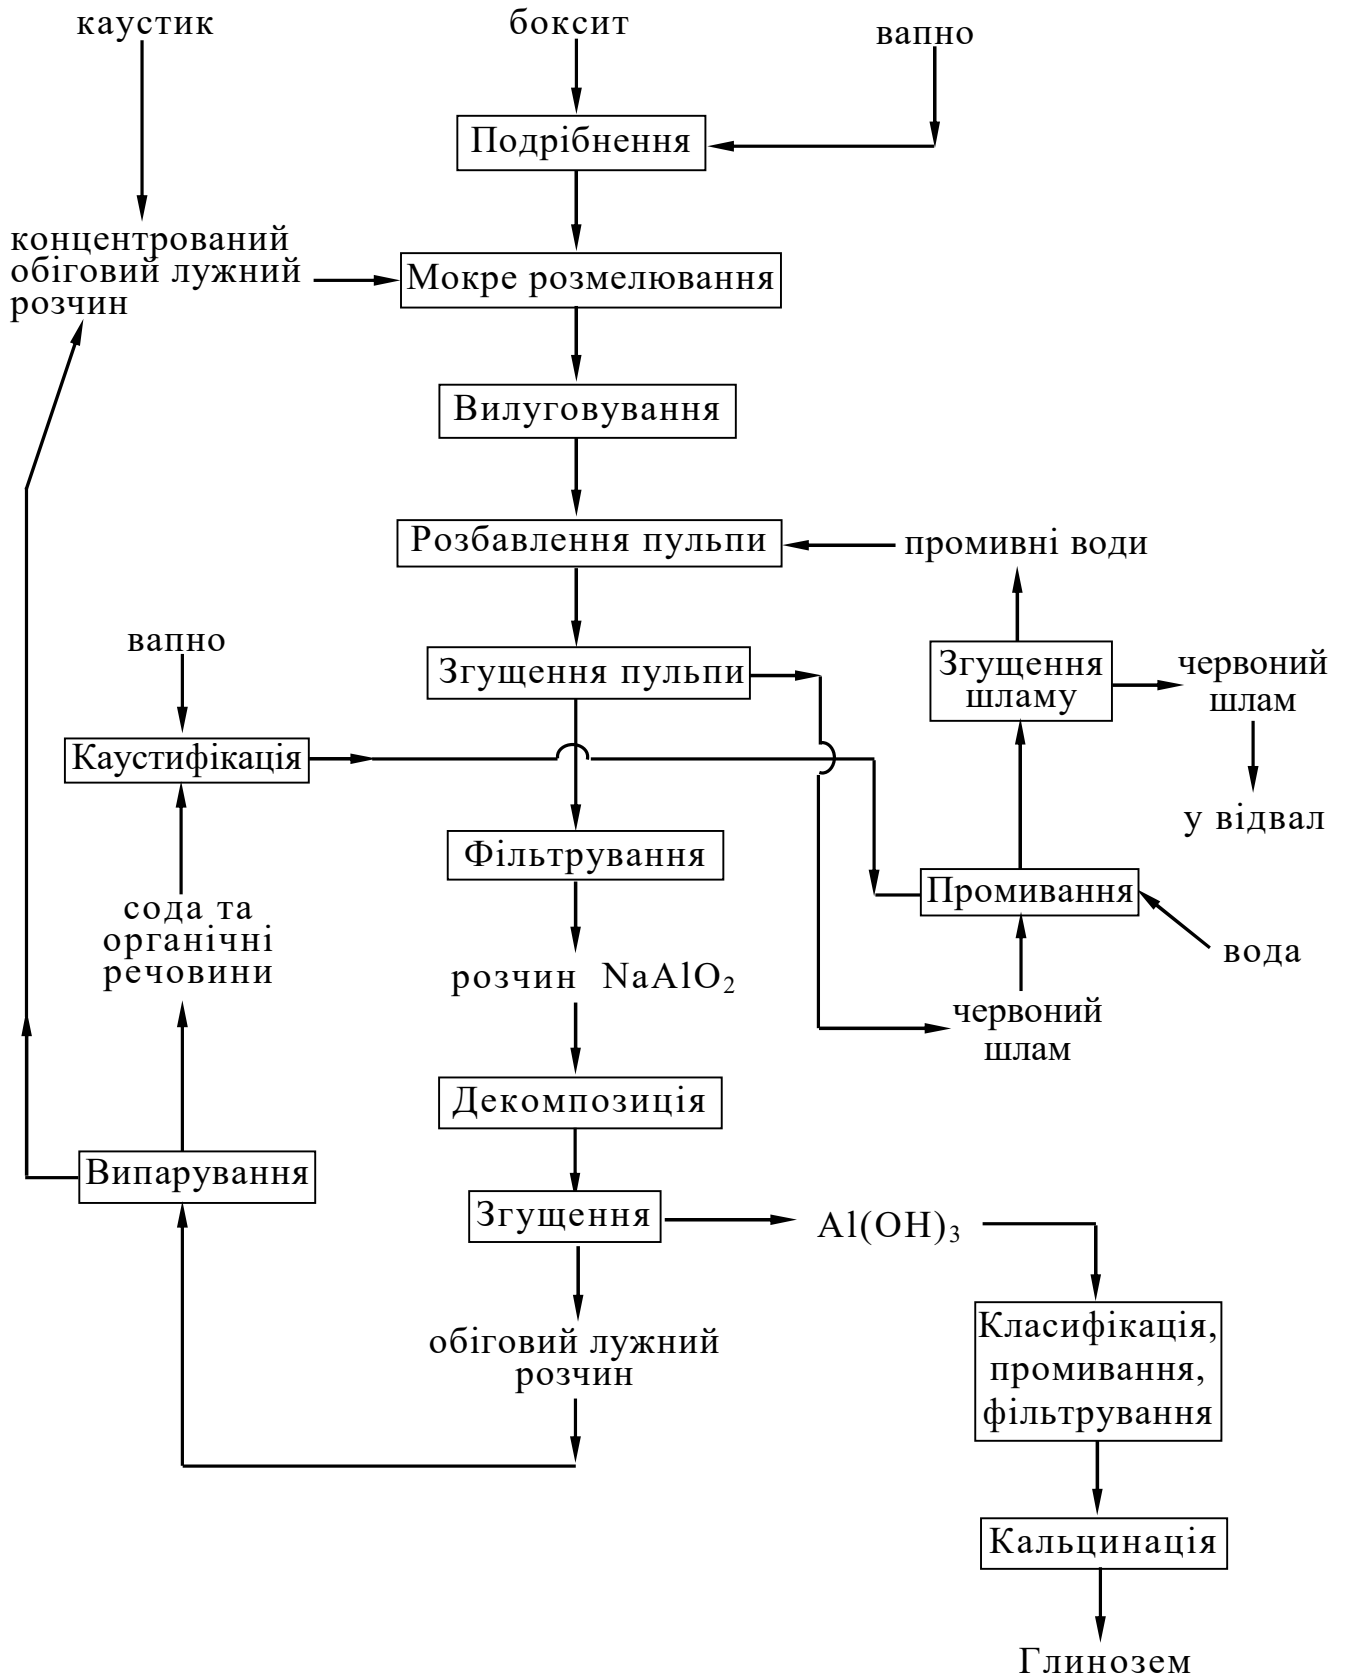 каустик
боксит
вапно
Подрібнення
концентрований
обіговий лужний
розчин
Мокре розмелювання
Вилуговування
Розбавлення пульпи
промивні води
вапно
Згущення пульпи
Згущення
шламу
червоний
шлам
Каустифікація
у відвал
Фільтрування
Промивання
сода та
органічні
речовини
вода
розчин NaAlO₂
червоний
шлам
Декомпозиція
Випарування
Згущення
Al(OH)₃
обіговий лужний
розчин
Класифікація,
промивання,
фільтрування
Кальцинація
Глинозем